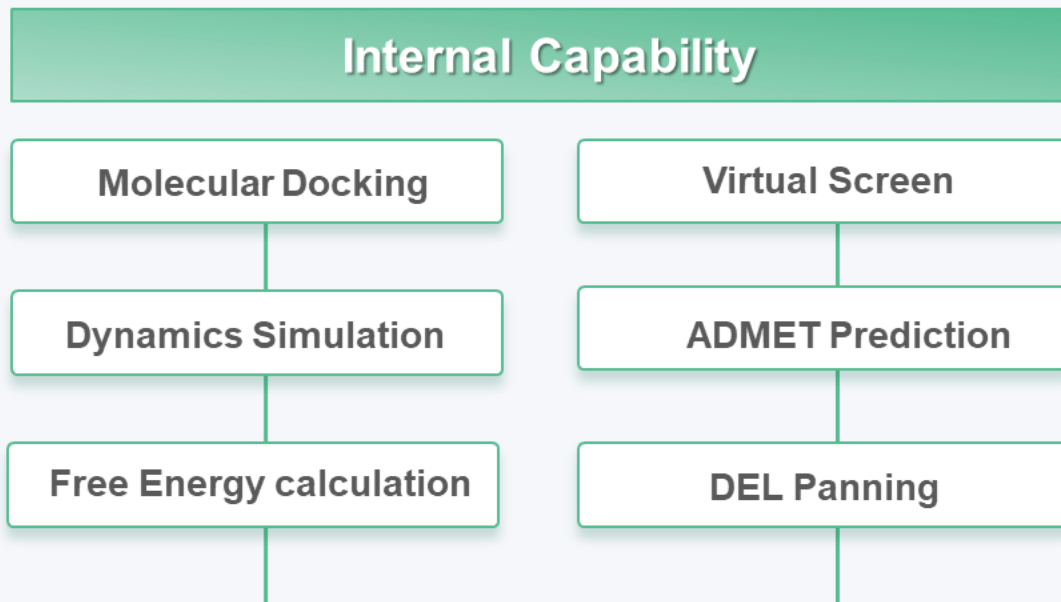 Internal Capability
Molecular Docking
Virtual Screen
Dynamics Simulation
ADMET Prediction
Free Energy calculation
DEL Panning